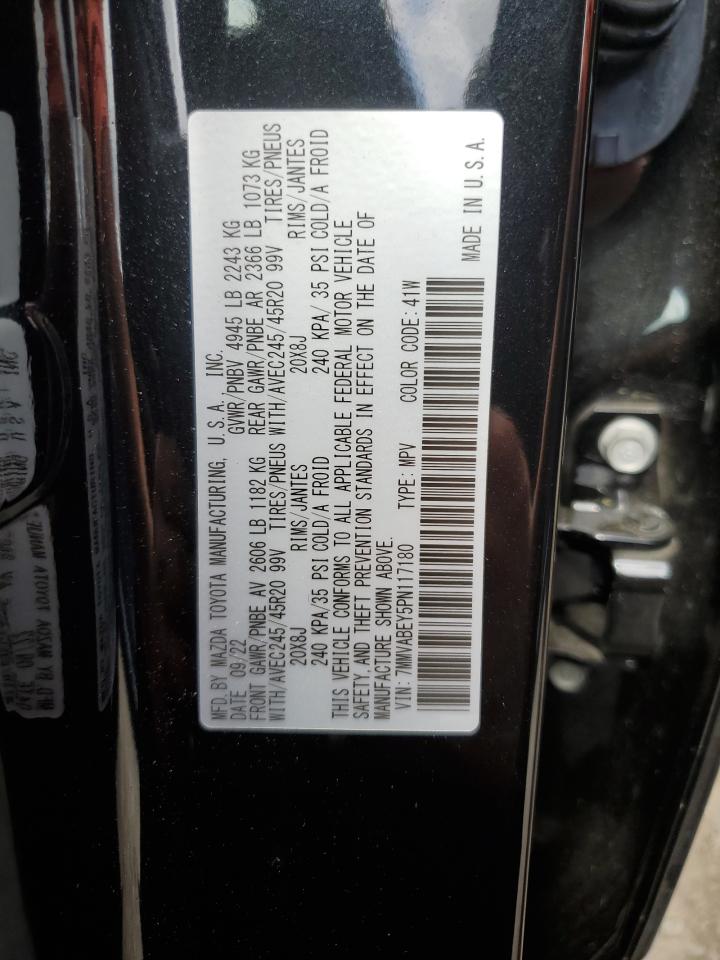 MFD.BY MAZDA TOYOTA MANUFACTURING, U.S.A., INC.
DATE 09/22 GVWR/PNBV 4945 LB 2243 KG
FRONT GAWR/PNBE AV 2606 LB 1182 KG REAR GAWR/PNBE AR 2366 LB 1073 KG
WITH/AVEC245/45R20 99V TIRES/PNEUS WITH/AVEC245/45R20 99V TIRES/PNEUS
20X8J RIMS/JANTES 20X8J RIMS/JANTES
240 KPA/35 PSI COLD/A FROID 240 KPA/35 PSI COLD/A FROID
THIS VEHICLE CONFORMS TO ALL APPLICABLE FEDERAL MOTOR VEHICLE
SAFETY AND THEFT PREVENTION STANDARDS IN EFFECT ON THE DATE OF
MANUFACTURE SHOWN ABOVE.
VIN: 7MMVABEY5PN117180 TYPE: MPV COLOR CODE: 41W
MADE IN U.S.A.